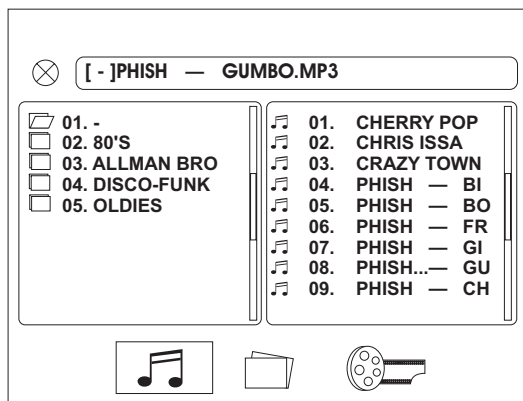 [ - ]PHISH — GUMBO.MP3
01. -
02. 80'S
03. ALLMAN BRO
04. DISCO-FUNK
05. OLDIES
01. CHERRY POP
02. CHRIS ISSA
03. CRAZY TOWN
04. PHISH — BI
05. PHISH — BO
06. PHISH — FR
07. PHISH — GI
08. PHISH...— GU
09. PHISH — CH